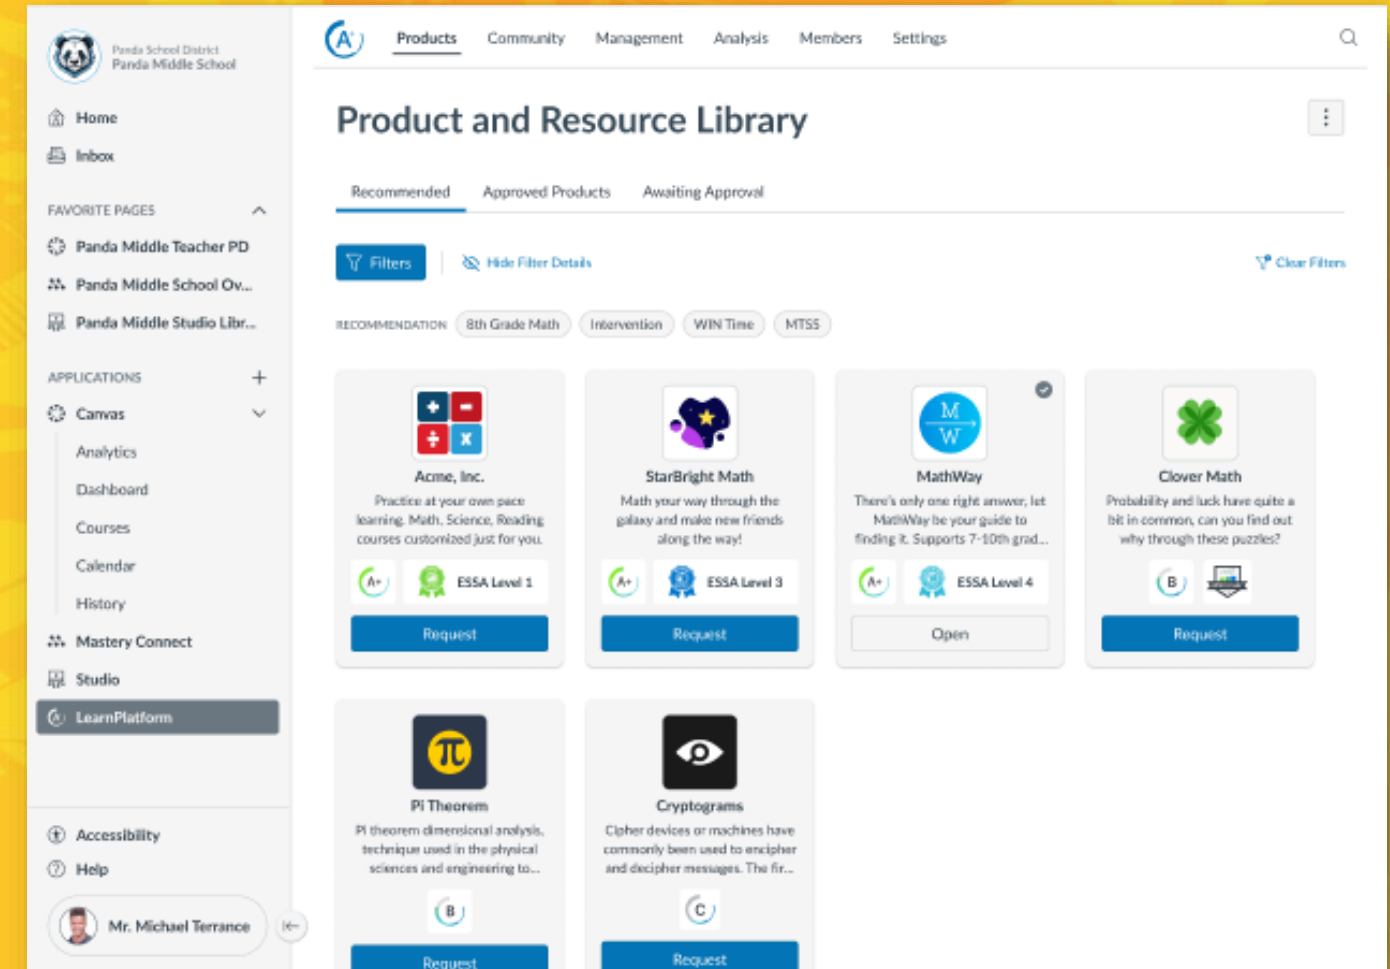 Panda School District
Panda Middle School
Home
Inbox
FAVORITE PAGES
Panda Middle Teacher PD
Panda Middle School Ov...
Panda Middle Studio Libr...
APPLICATIONS
Canvas
Analytics
Dashboard
Courses
Calendar
History
Mastery Connect
Studio
LearnPlatform
Accessibility
Help
Mr. Michael Terrance
A+
Products Community Management Analysis Members Settings
Product and Resource Library
Recommended Approved Products Awaiting Approval
Filters Hide Filter Details Clear Filters
RECOMMENDATION 8th Grade Math Intervention WIN Time MTSS
Acme, Inc.
Practice at your own pace
learning. Math, Science, Reading
courses customized just for you.
A+ ESSA Level 1
Request
StarBright Math
Math your way through the
galaxy and make new friends
along the way!
A+ ESSA Level 3
Request
M
W
MathWay
There's only one right answer, let
MathWay be your guide to
finding it. Supports 7-10th grad...
A+ ESSA Level 4
Open
Clover Math
Probability and luck have quite a
bit in common, can you find out
why through these puzzles?
B
Request
π
Pi Theorem
Pi theorem dimensional analysis,
technique used in the physical
sciences and engineering to...
B
Request
Cryptograms
Cipher devices or machines have
commonly been used to encipher
and decipher messages. The fir...
C
Request